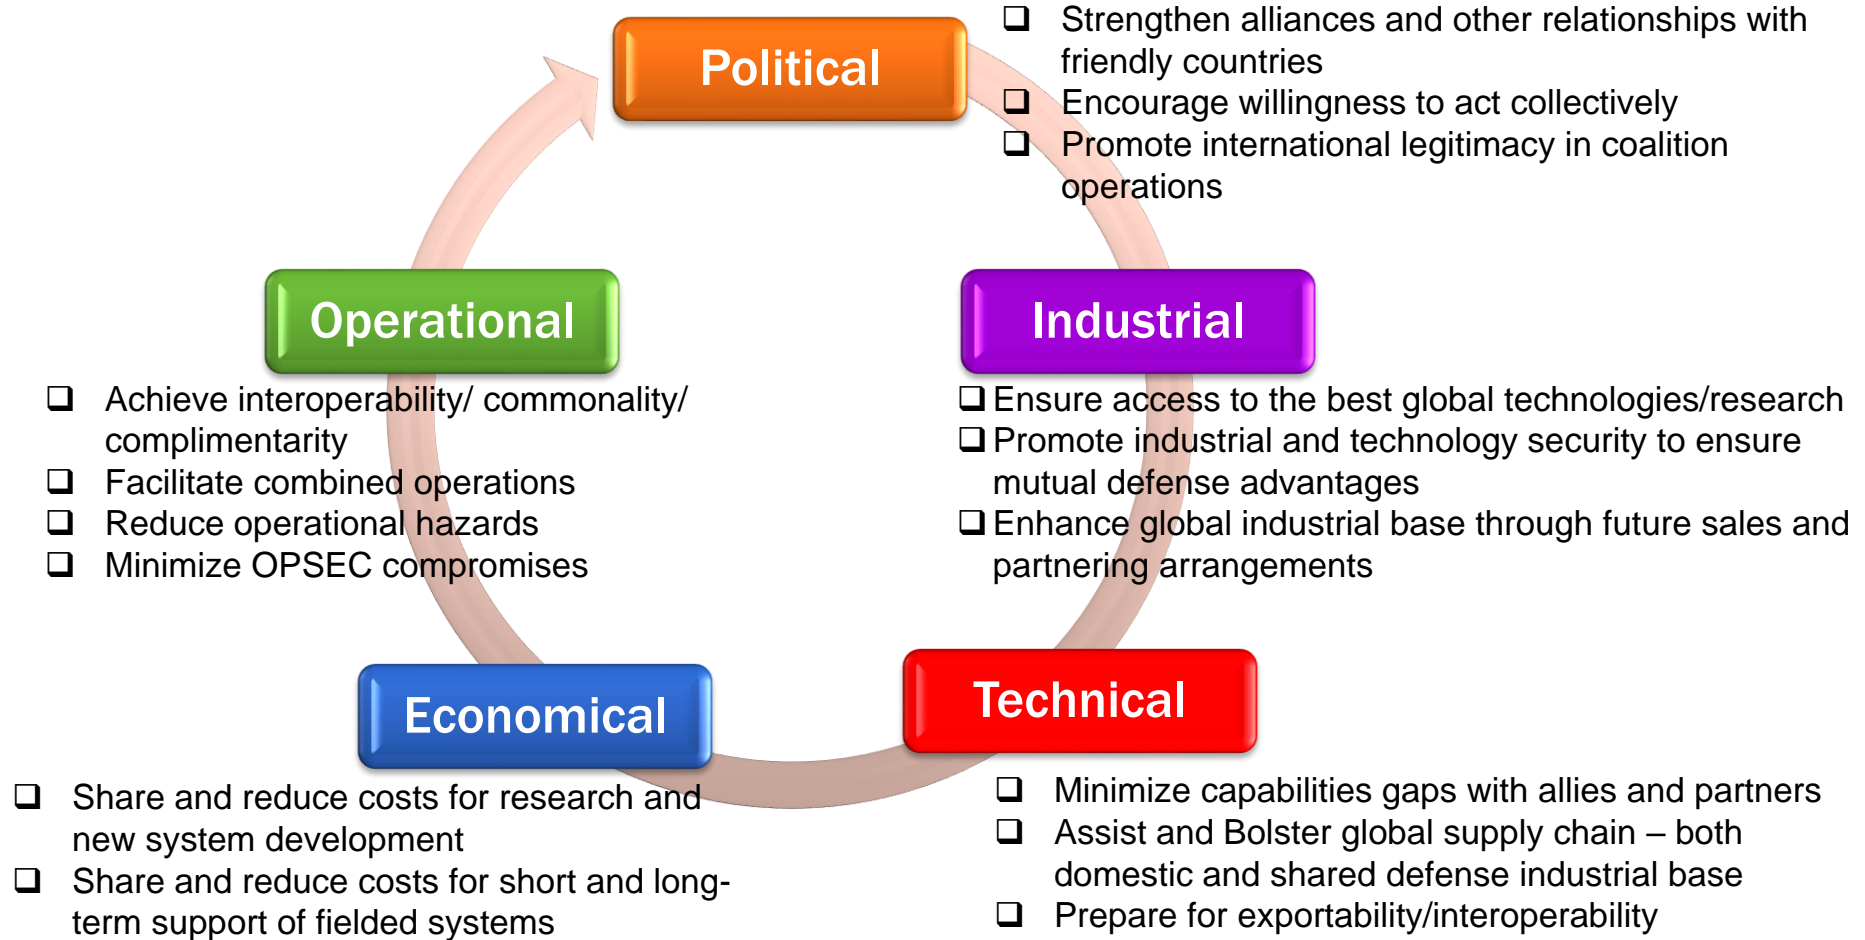 Political
❑ Strengthen alliances and other relationships with
friendly countries
❑ Encourage willingness to act collectively
❑ Promote international legitimacy in coalition
operations
Industrial
❑ Ensure access to the best global technologies/research
❑ Promote industrial and technology security to ensure
mutual defense advantages
❑ Enhance global industrial base through future sales and
partnering arrangements
Technical
❑ Minimize capabilities gaps with allies and partners
❑ Assist and Bolster global supply chain – both
domestic and shared defense industrial base
❑ Prepare for exportability/interoperability
Economical
❑ Share and reduce costs for research and
new system development
❑ Share and reduce costs for short and long-
term support of fielded systems
Operational
❑ Achieve interoperability/ commonality/
complimentarity
❑ Facilitate combined operations
❑ Reduce operational hazards
❑ Minimize OPSEC compromises